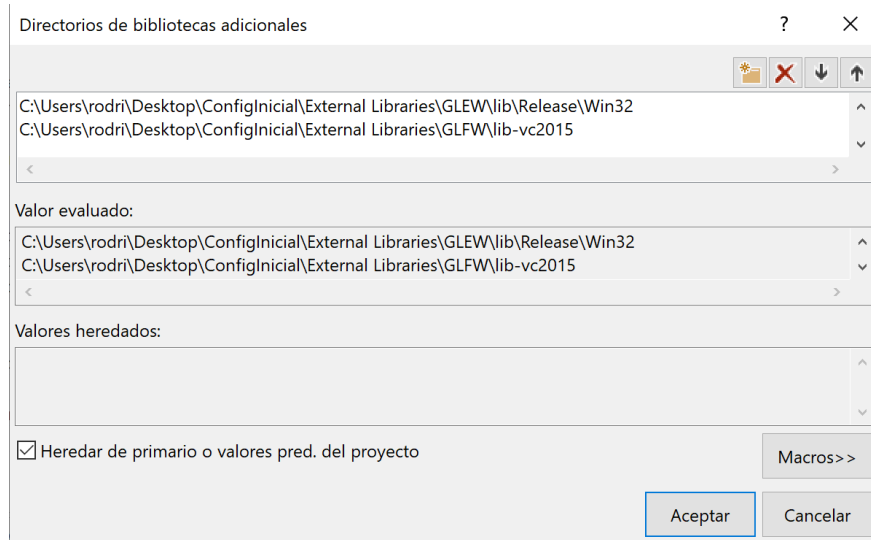 Directorios de bibliotecas adicionales
?
C:\Users\rodri\Desktop\ConfigInicial\External Libraries\GLEW\lib\Release\Win32
C:\Users\rodri\Desktop\ConfigInicial\External Libraries\GLFW\lib-vc2015
Valor evaluado:
C:\Users\rodri\Desktop\ConfigInicial\External Libraries\GLEW\lib\Release\Win32
C:\Users\rodri\Desktop\ConfigInicial\External Libraries\GLFW\lib-vc2015
Valores heredados:
Heredar de primario o valores pred. del proyecto
Macros>>
Aceptar
Cancelar